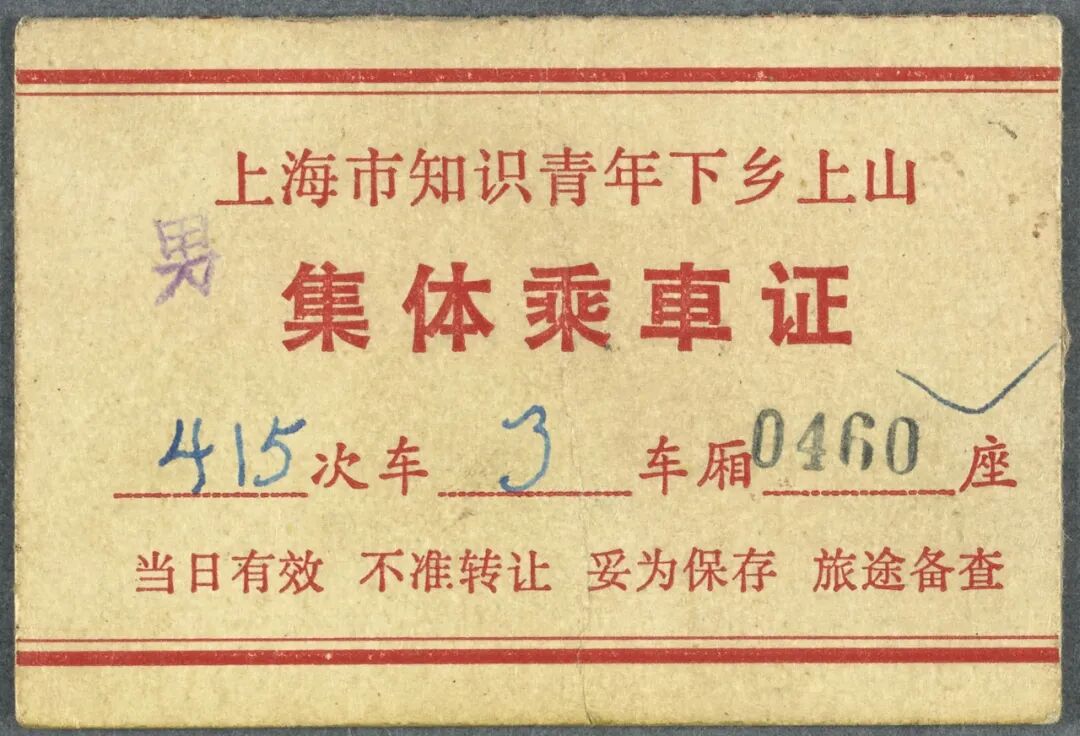 上海市知识青年下乡上山
男
集体乘車证
415次车 3 车厢 0460 座
当日有效 不准转让 妥为保存 旅途备查